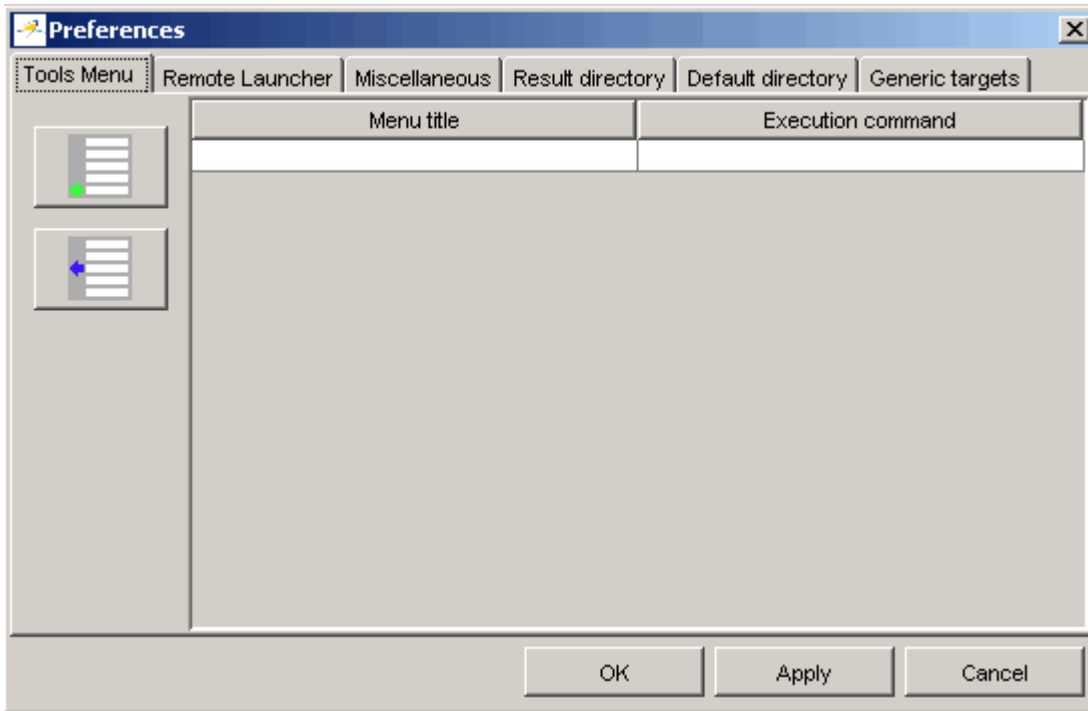 Preferences
Tools Menu Remote Launcher Miscellaneous Result directory Default directory Generic targets
Menu title Execution command
OK Apply Cancel